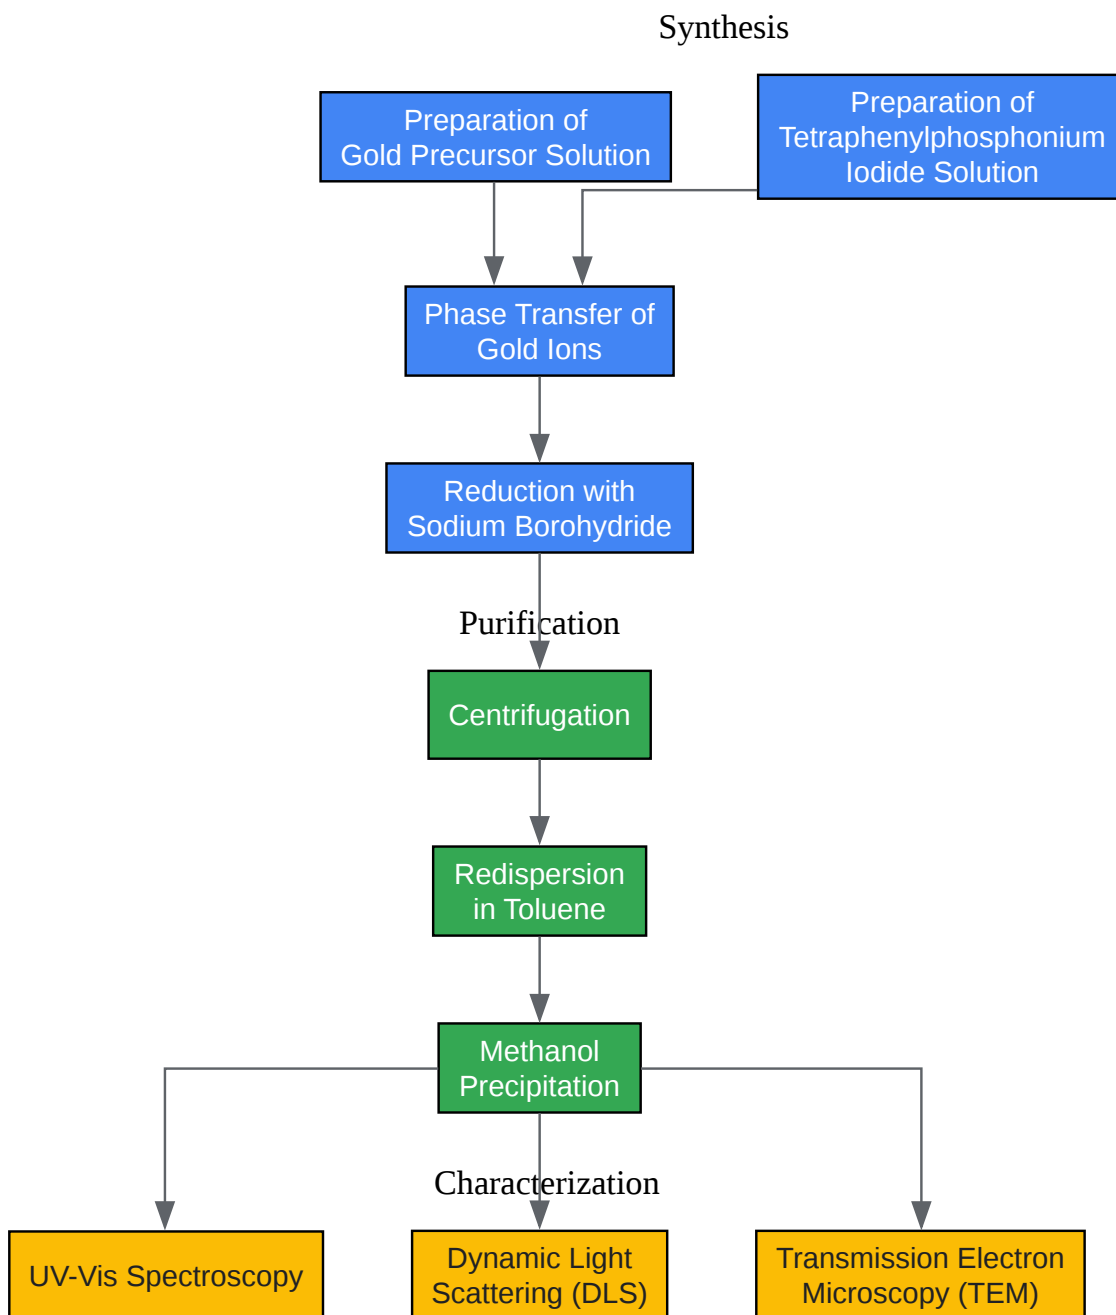 Synthesis
Preparation of
Gold Precursor Solution
Preparation of
Tetraphenylphosphonium
Iodide Solution
Phase Transfer of
Gold Ions
Reduction with
Sodium Borohydride
Purification
Centrifugation
Redispersion
in Toluene
Methanol
Precipitation
Characterization
UV-Vis Spectroscopy
Dynamic Light
Scattering (DLS)
Transmission Electron
Microscopy (TEM)